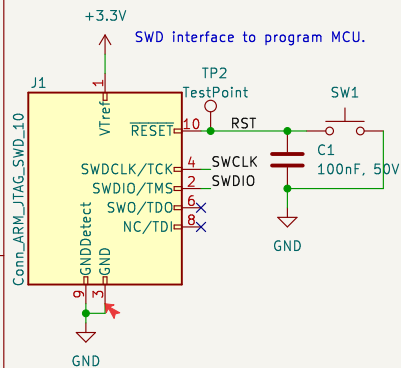 +3.3V
SWD interface to program MCU.
J1
TP2
TestPoint
SW1
1
VTref
RESET
10
RST
C1
100nF, 50V
SWDCLK/TCK
4
SWCLK
SWDIO/TMS
2
SWDIO
SWO/TDO
6
NC/TDI
8
Conn_ARM_JTAG_SWD_10
GNDDetect
GND
9
3
GND
GND